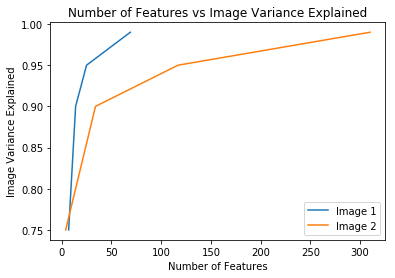 Number of Features vs Image Variance Explained
Image Variance Explained
1.00
0.95
0.90
0.85
0.80
0.75
0
50
100
150
200
250
300
Number of Features
Image 1
Image 2